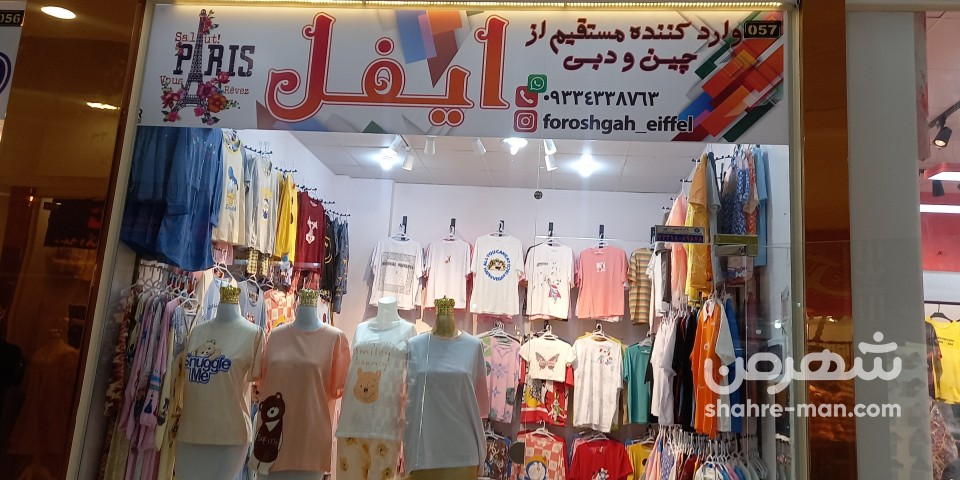 056
Salut!
PARIS
Vous
Rêvez
ایفل
وارد کننده مستقیم از
چین و دبی
057
۰۹۳۳۴۳۳۸۷۶۳
foroshgah_eiffel
Snuggle
Me
شهرمن
shahre-man.com